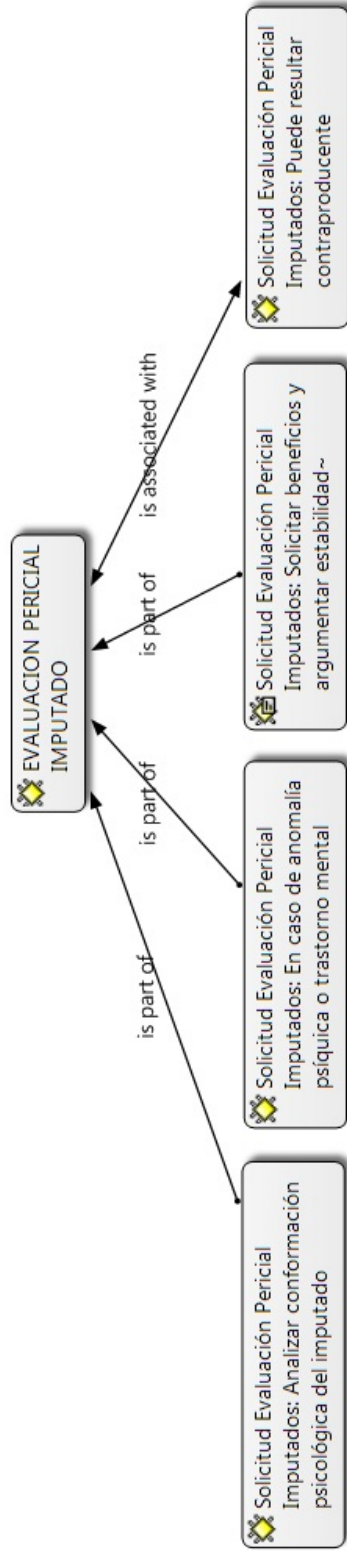 EVALUACION PERICIAL
IMPUTADO
is part of
is part of
is part of
is associated with
Solicitud Evaluación Pericial
Imputados: Analizar conformación
psicológica del imputado
Solicitud Evaluación Pericial
Imputados: En caso de anomalía
psíquica o trastorno mental
Solicitud Evaluación Pericial
Imputados: Solicitar beneficios y
argumentar estabilidad~
Solicitud Evaluación Pericial
Imputados: Puede resultar
contraproducente